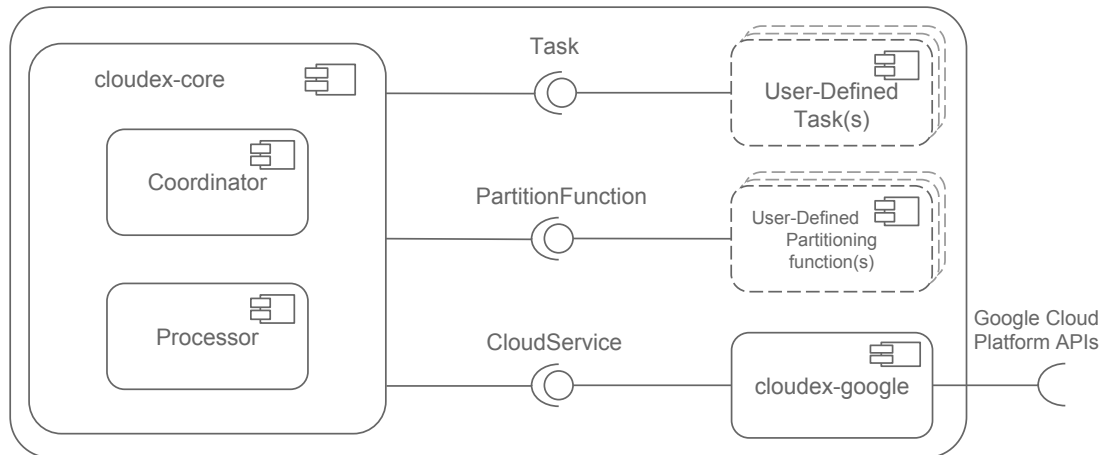 cloudex-core
Coordinator
Processor
Task
PartitionFunction
CloudService
User-Defined
Task(s)
User-Defined
Partitioning
function(s)
cloudex-google
Google Cloud
Platform APIs